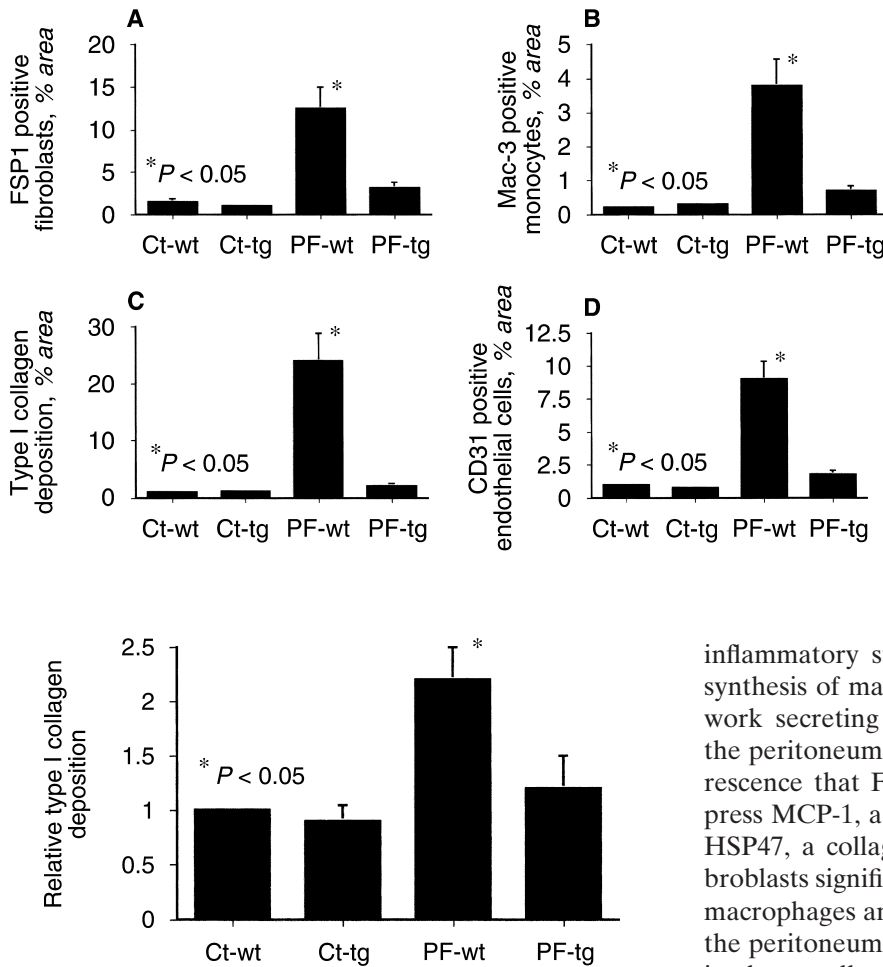 A
FSP1 positive
fibroblasts, % area
20
15
10
5
0
*
*P < 0.05
Ct-wt Ct-tg PF-wt PF-tg
B
Mac-3 positive
monocytes, % area
5
4
3
2
1
0
*
*P < 0.05
Ct-wt Ct-tg PF-wt PF-tg
C
Type I collagen
deposition, % area
30
20
10
0
*
*P < 0.05
Ct-wt Ct-tg PF-wt PF-tg
D
CD31 positive
endothelial cells, % area
12.5
10
7.5
5
2.5
0
*
*P < 0.05
Ct-wt Ct-tg PF-wt PF-tg
Relative type I collagen
deposition
2.5
2
1.5
1
0.5
0
*
* P < 0.05
Ct-wt Ct-tg PF-wt PF-tg
inflammatory s
synthesis of ma
work secreting
the peritoneum
rescence that F
press MCP-1, a
HSP47, a collag
broblasts signifi
macrophages an
the peritoneum